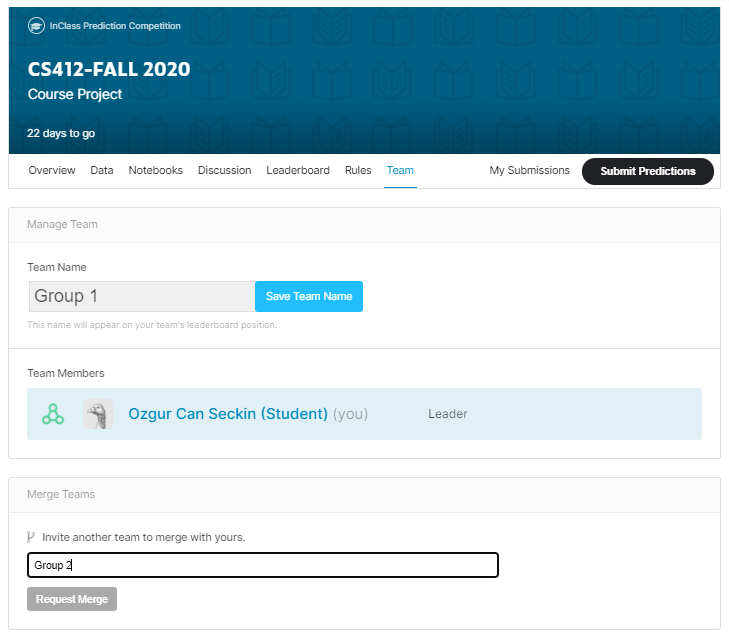 InClass Prediction Competition
CS412-FALL 2020
Course Project
22 days to go
Overview Data Notebooks Discussion Leaderboard Rules Team My Submissions Submit Predictions
Manage Team
Team Name
Group 1 Save Team Name
This name will appear on your team's leaderboard position.
Team Members
Ozgur Can Seckin (Student) (you) Leader
Merge Teams
Invite another team to merge with yours.
Group 2
Request Merge